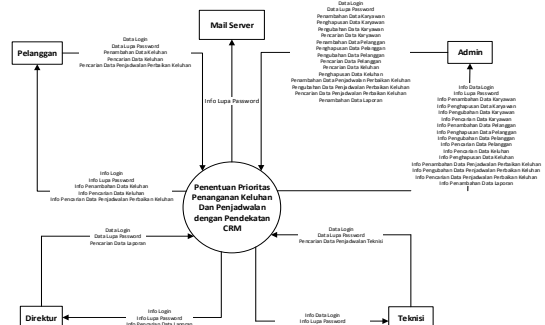 Data Login
Data Lupa Password
Penambahan Data Karyawan
Penghapusan Data Karyawan
Pengubahan Data Karyawan
Pencarian Data Karyawan
Penambahan Data Pelanggan
Penghapusan Data Pelanggan
Pengubahan Data Pelanggan
Pencarian Data Pelanggan
Pencarian Data Keluhan
Penghapusan Data Keluhan
Penambahan Data Penjadwalan Perbaikan Keluhan
Pengubahan Data Penjadwalan Perbaikan Keluhan
Pencarian Data Penjadwalan Perbaikan Keluhan
Penambahan Data Laporan
Mail Server
Pelanggan
Data Login
Data Lupa Password
Penambahan Data Keluhan
Pencarian Data Keluhan
Pencarian Data Penjadwalan Perbaikan Keluhan
Admin
Info Lupa Password
Info Data Login
Info Lupa Password
Info Penambahan Data Karyawan
Info Penghapusan Data Karyawan
Info Pengubahan Data Karyawan
Info Pencarian Data Karyawan
Info Penambahan Data Pelanggan
Info Penghapusan Data Pelanggan
Info Pengubahan Data Pelanggan
Info Pencarian Data Pelanggan
Info Pencarian Data Keluhan
Info Penghapusan Data Keluhan
Info Penambahan Data Penjadwalan Perbaikan Keluhan
Info Pengubahan Data Penjadwalan Perbaikan Keluhan
Info Pencarian Data Penjadwalan Perbaikan Keluhan
Info Penambahan Data Laporan
Info Login
Info Lupa Password
Info Penambahan Data Keluhan
Info Pencarian Data Keluhan
Info Pencarian Data Penjadwalan Perbaikan Keluhan
Penentuan Prioritas
Penanganan Keluhan
Dan Penjadwalan
dengan Pendekatan
CRM
Data Login
Data Lupa Password
Pencarian Data Laporan
Data Login
Data Lupa Password
Pencarian Data Penjadwalan Teknisi
Direktur
Info Login
Info Lupa Password
Info Pencarian Data Laporan
Info Data Login
Info Lupa Password
Teknisi